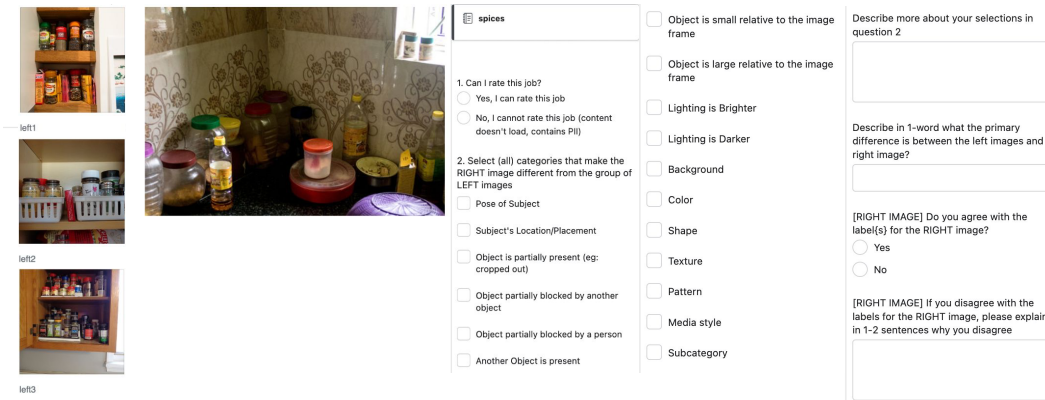 left1
left2
left3
spices
1. Can I rate this job?
Yes, I can rate this job
No, I cannot rate this job (content
doesn't load, contains PII)
2. Select (all) categories that make the
RIGHT image different from the group of
LEFT images
Pose of Subject
Subject's Location/Placement
Object is partially present (eg:
cropped out)
Object partially blocked by another
object
Object partially blocked by a person
Another Object is present
Object is small relative to the image
frame
Object is large relative to the image
frame
Lighting is Brighter
Lighting is Darker
Background
Color
Shape
Texture
Pattern
Media style
Subcategory
Describe more about your selections in
question 2
Describe in 1-word what the primary
difference is between the left images and
right image?
[RIGHT IMAGE] Do you agree with the
label{s} for the RIGHT image?
Yes
No
[RIGHT IMAGE] If you disagree with the
labels for the RIGHT image, please explain
in 1-2 sentences why you disagree